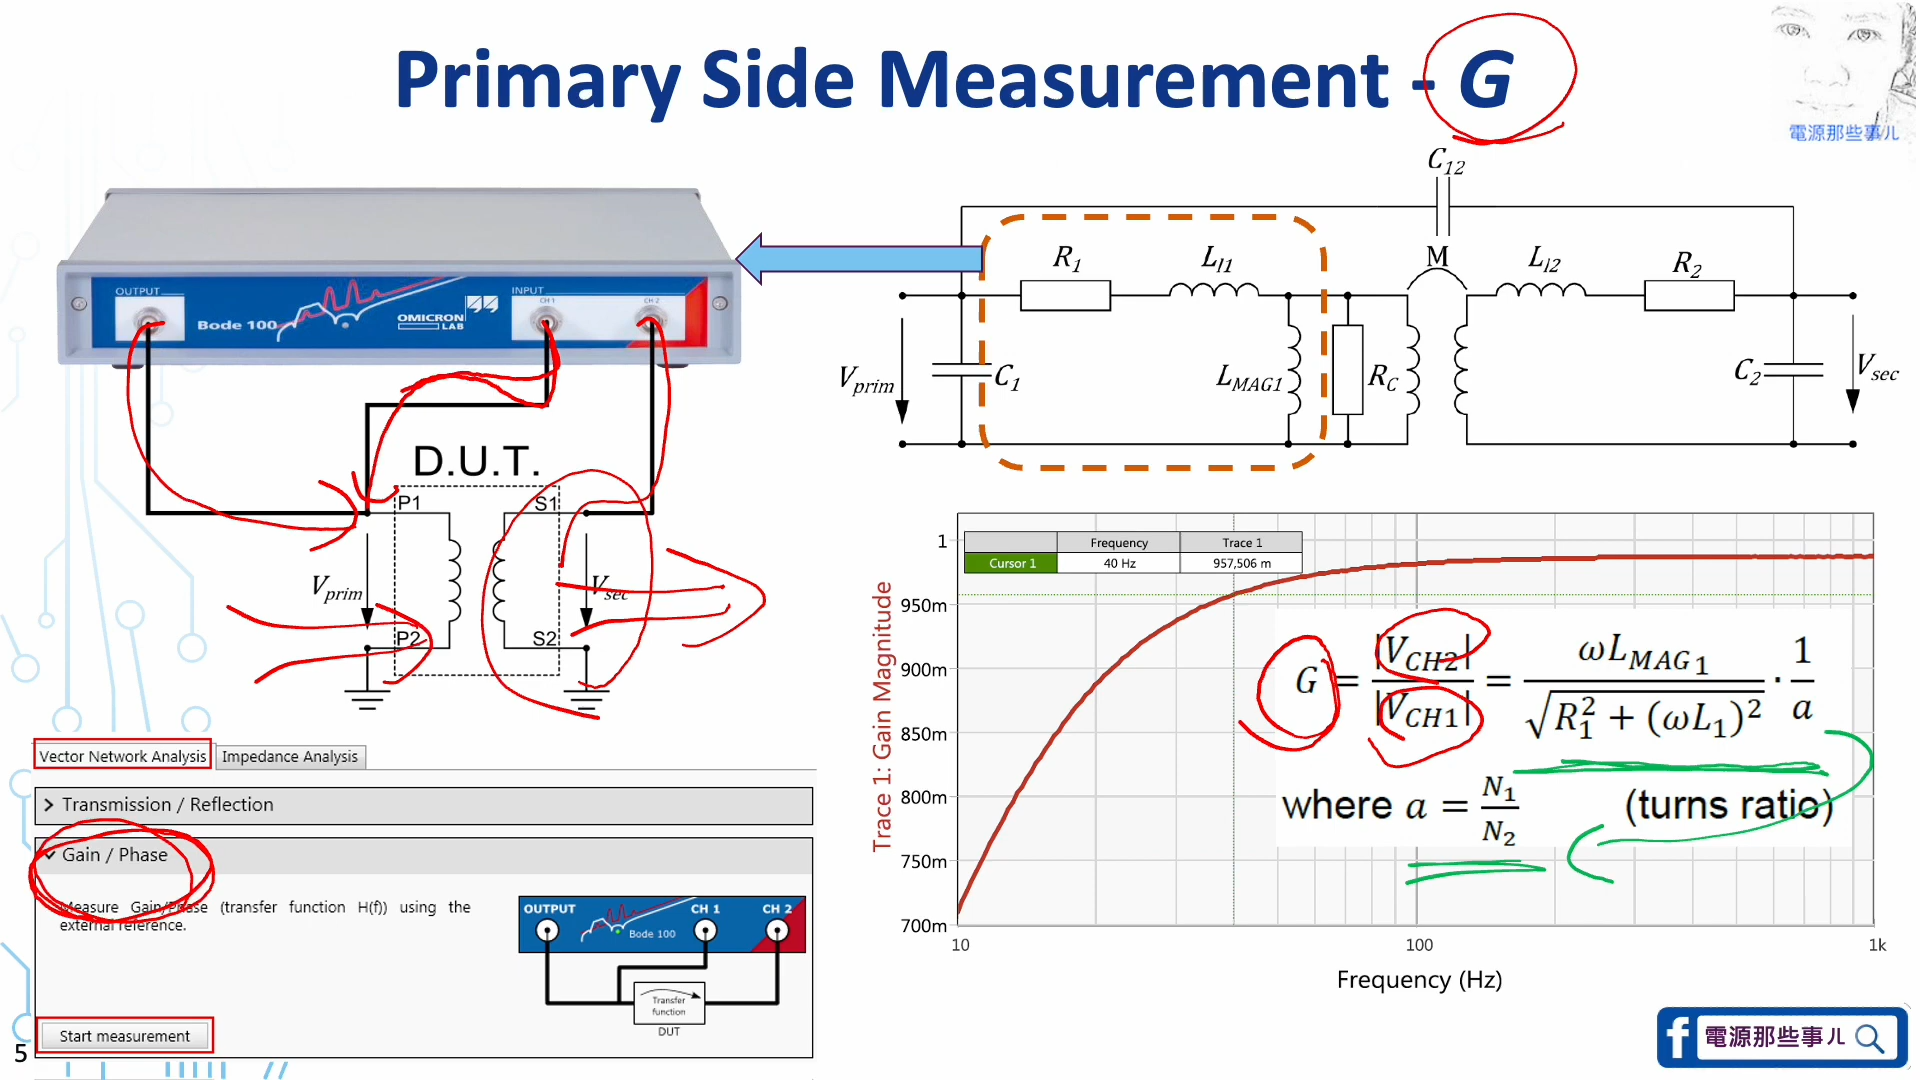 Primary Side Measurement - G
電源那些事儿
OUTPUT
Bode 100
OMICRON
LAB
INPUT
CH 1
CH 2
D.U.T.
P1
S1
Vprim
Vsec
P2
S2
C12
R1
Ll1
M
Ll2
R2
Vprim
C1
LMAG1
RC
C2
Vsec
Vector Network Analysis
Impedance Analysis
Transmission / Reflection
Gain / Phase
Measure Gain/Phase (transfer function H(f)) using the
external reference.
OUTPUT
CH 1
CH 2
Bode 100
Transfer
function
DUT
Start measurement
5
Frequency
Trace 1
Cursor 1
40 Hz
957,506 m
Trace 1: Gain Magnitude
1
950m
900m
850m
800m
750m
700m
10
100
1k
Frequency (Hz)
G = |VCH2| / |VCH1| = ωLMAG1 / √R1² + (ωL1)² · 1 / a
where a = N1 / N2 (turns ratio)
f 電源那些事儿